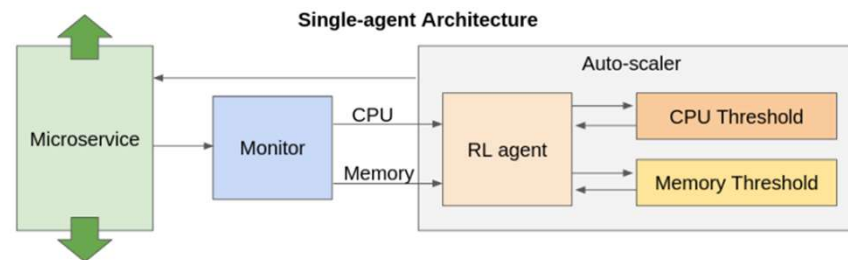 Single-agent Architecture
Auto-scaler
Microservice
Monitor
CPU
Memory
RL agent
CPU Threshold
Memory Threshold